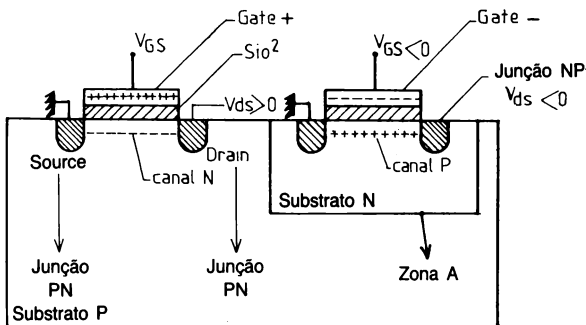 Gate+
VGS
Sio²
Vds>0
Source
canal N
Drain
Junção
PN
Junção
PN
Substrato P
Gate−
VGS<0
Junção NP
Vds <0
canal P
Substrato N
Zona A